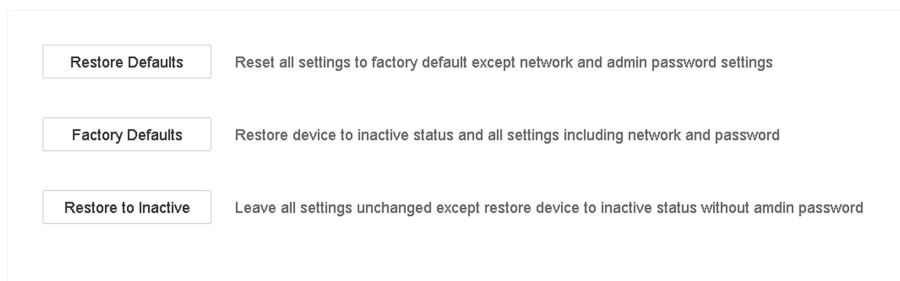 Restore Defaults Reset all settings to factory default except network and admin password settings
Factory Defaults Restore device to inactive status and all settings including network and password
Restore to Inactive Leave all settings unchanged except restore device to inactive status without amdin password